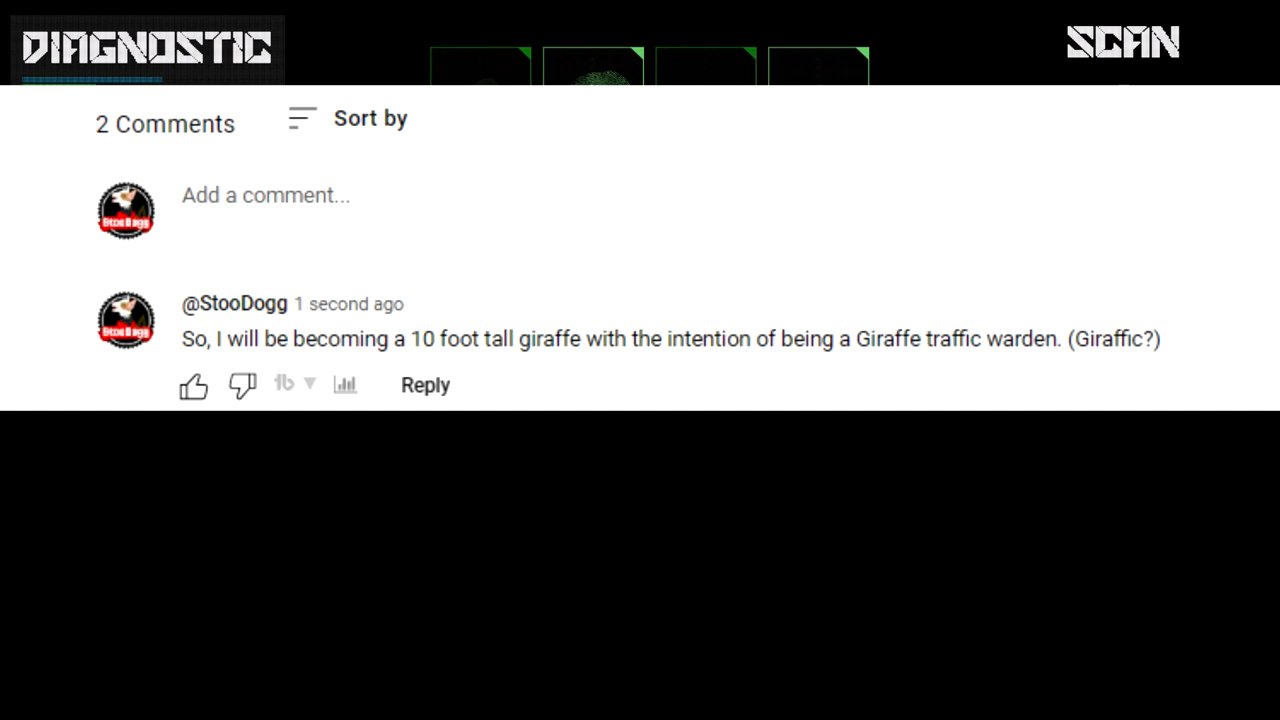 DIAGNOSTIC
SCAN
2 Comments
Sort by
Add a comment...
@StooDogg 1 second ago
So, I will be becoming a 10 foot tall giraffe with the intention of being a Giraffe traffic warden. (Giraffic?)
tb
Reply